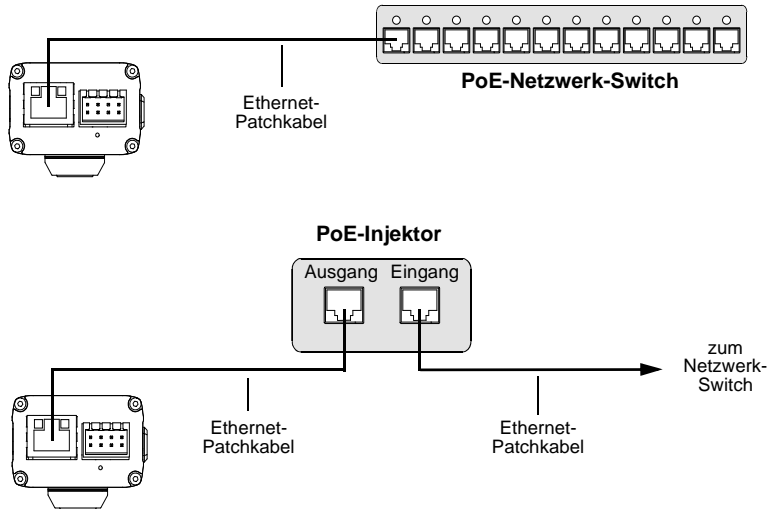 PoE-Netzwerk-Switch
Ethernet-
Patchkabel
PoE-Injektor
Ausgang Eingang
zum
Netzwerk-
Switch
Ethernet-
Patchkabel
Ethernet-
Patchkabel